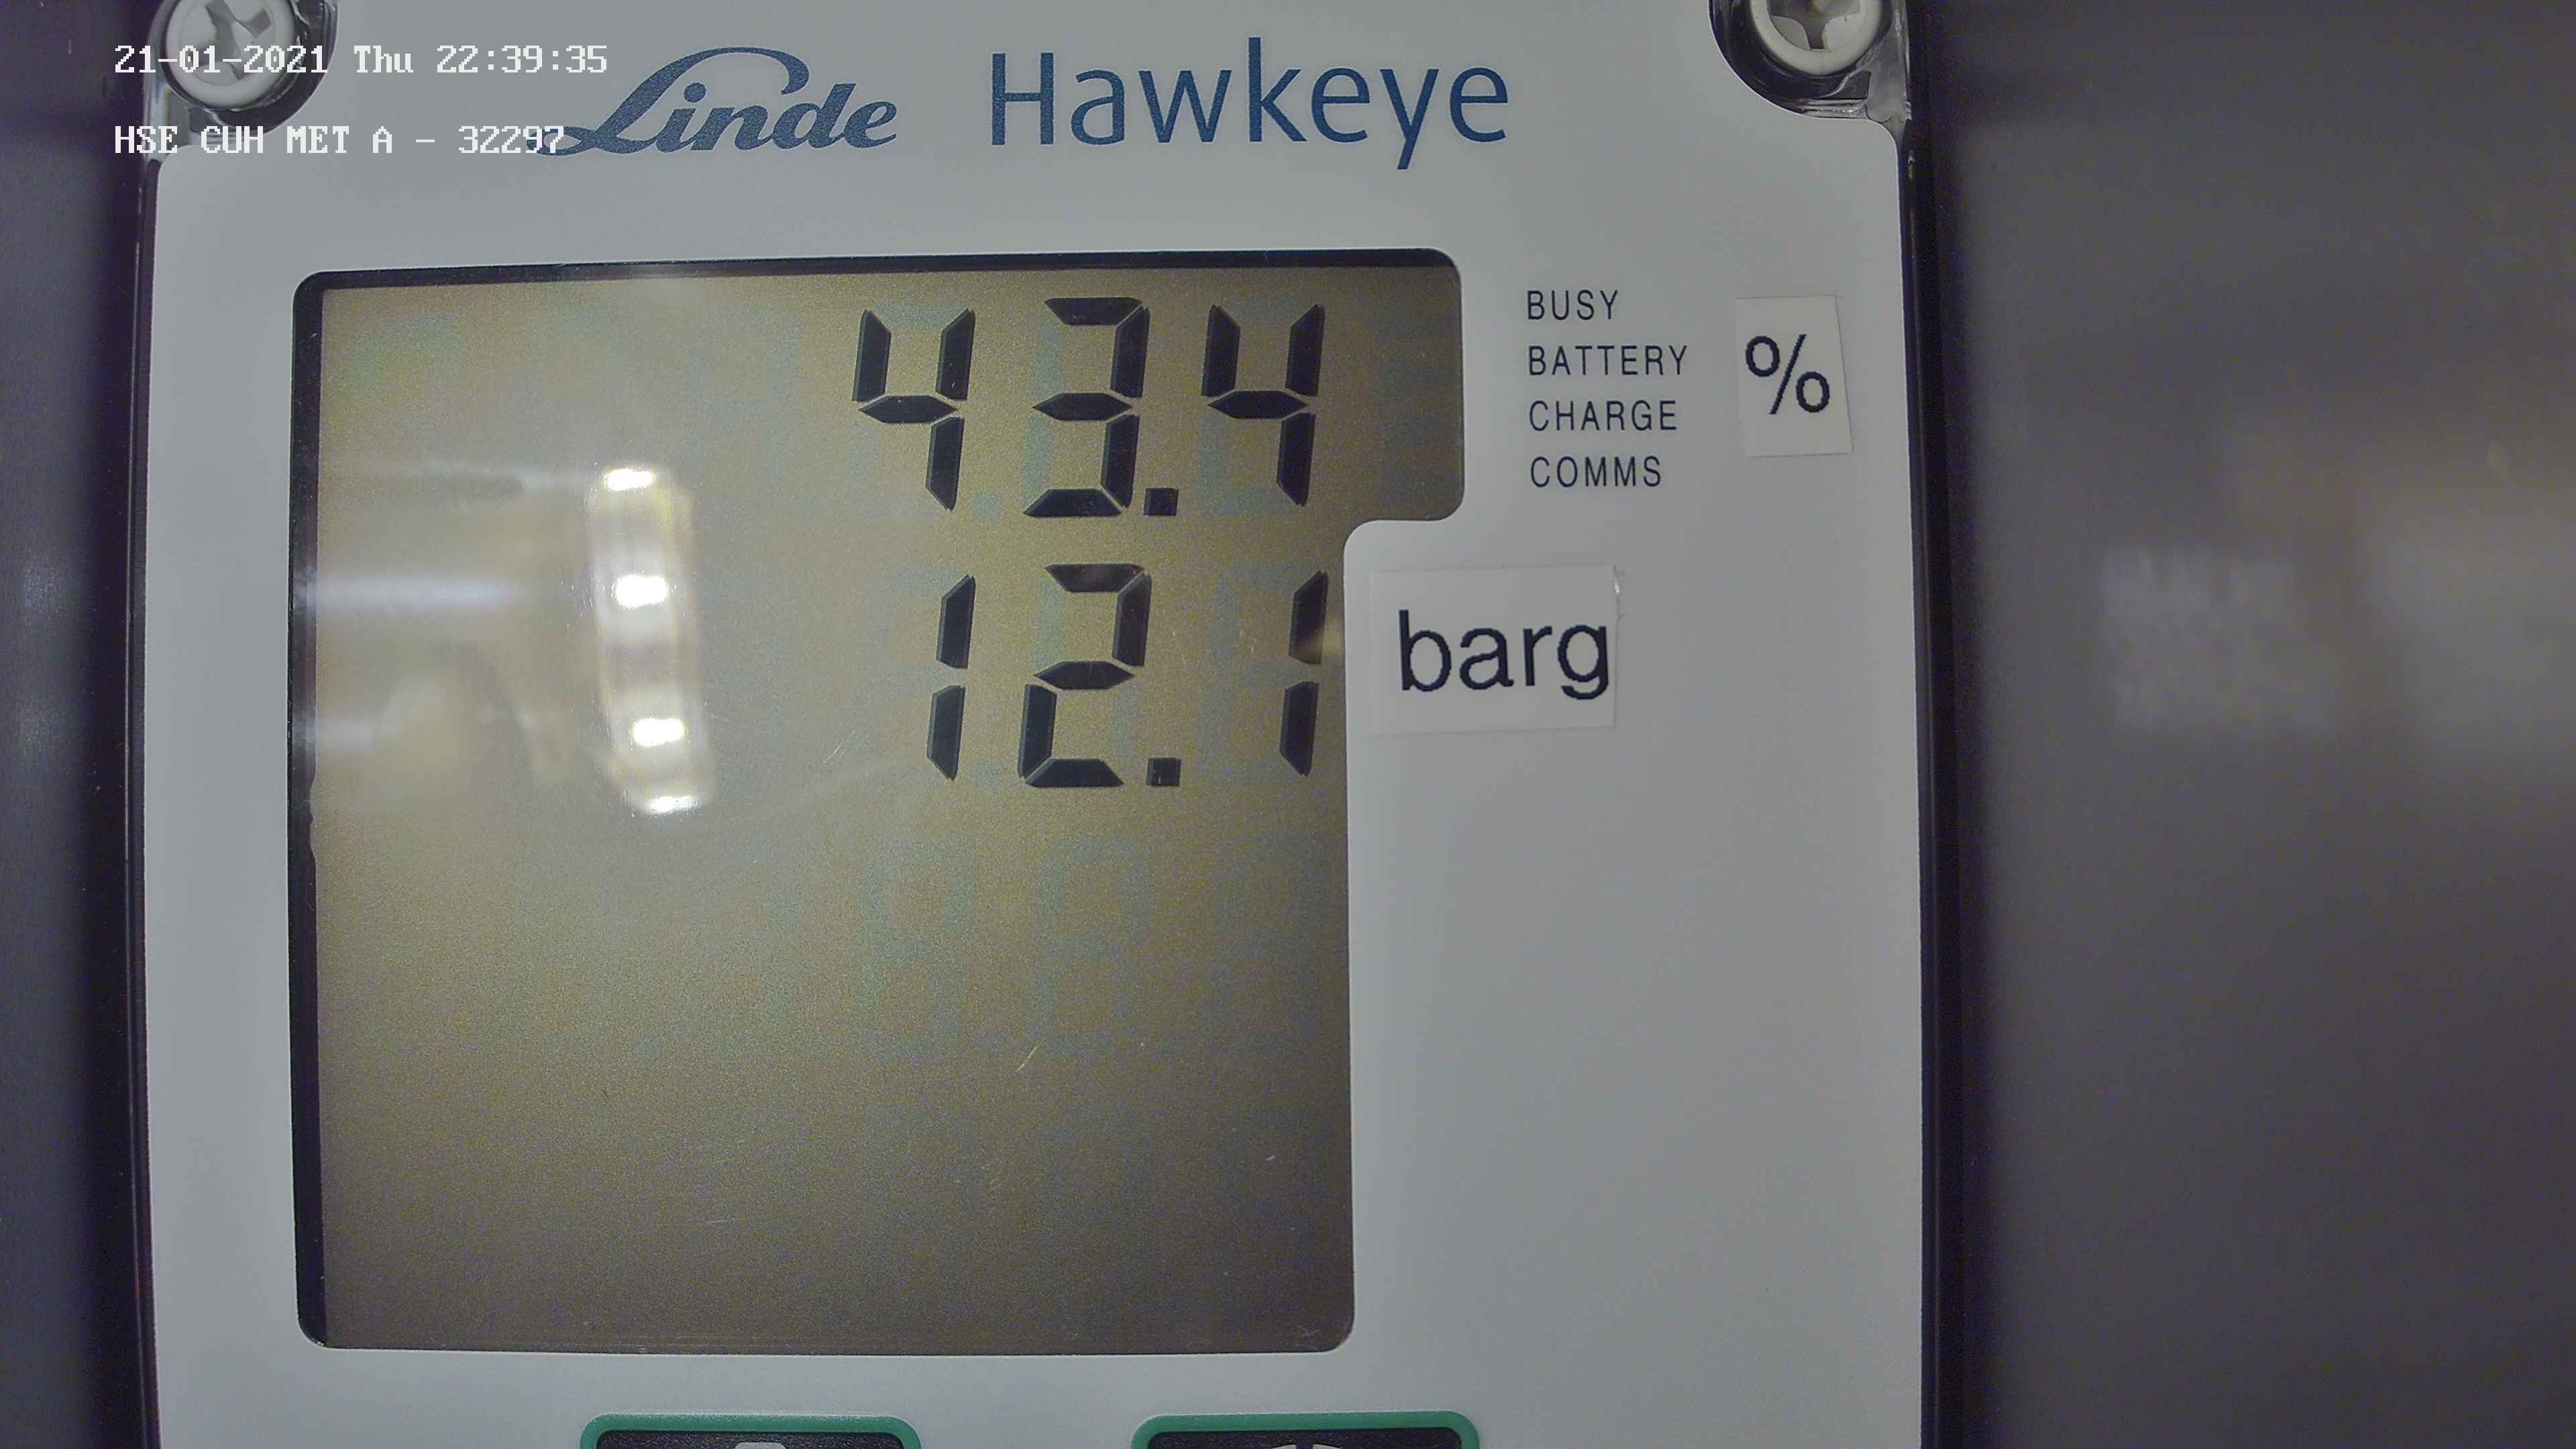 21-01-2021 Thu 22:39:35
HSE CUH MET A - 32297
Linde Hawkeye
43.4
BUSY
BATTERY
CHARGE
COMMS
%
12.1 barg